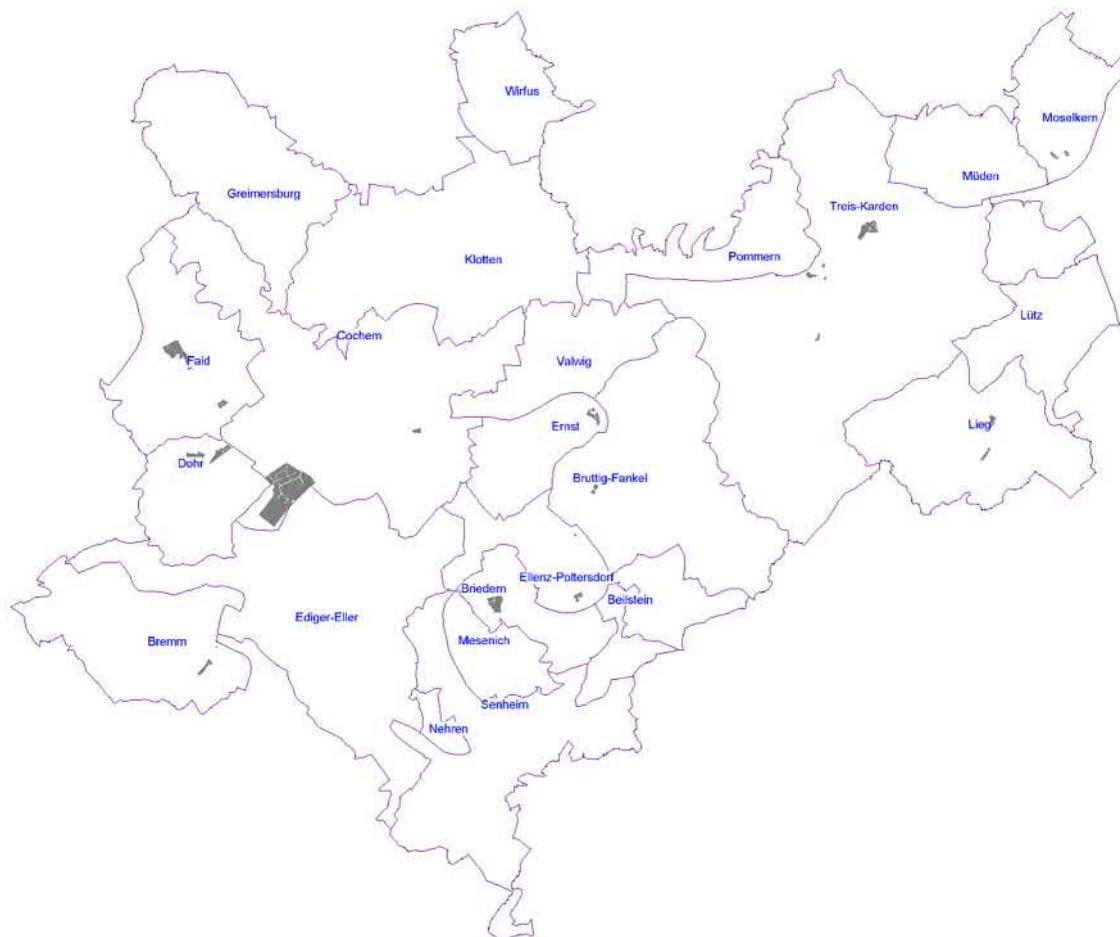 Wirfus
Moselkern
Müden
Greimersburg
Treis-Karden
Klotten
Pommern
Lütz
Cochem
Faid
Valwig
Ernst
Lieg
Dohr
Bruttig-Fankel
Ellenz-Poltersdorf
Briedern
Beilstein
Ediger-Eller
Bremm
Mesenich
Senheim
Nehren